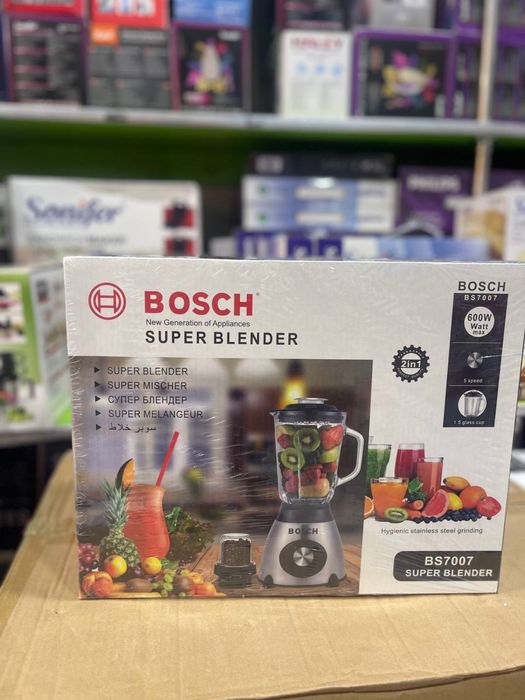 HALEY
Sonifer
PHILIPS
BOSCH
New Generation of Appliances
SUPER BLENDER
SUPER BLENDER
SUPER MISCHER
СУПЕР БЛЕНДЕР
SUPER MELANGEUR
سوبر خلاط
2in1
BOSCH
BS7007
600W
Watt
max
5 speed
1.5 glass cup
BOSCH
Hygienic stainless steel grinding
BS7007
SUPER BLENDER